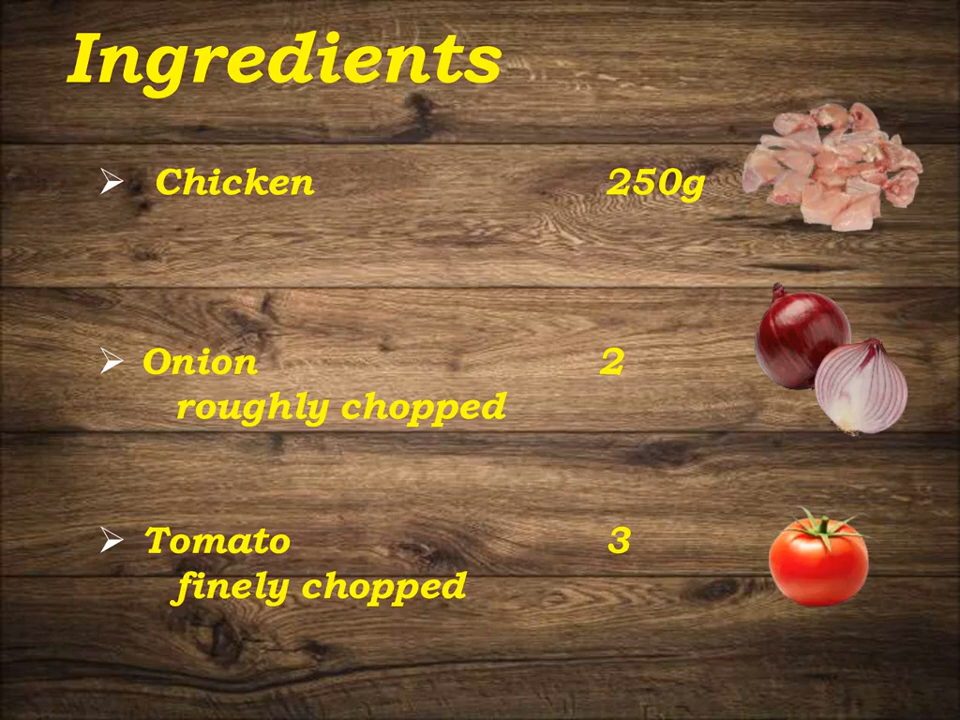 Ingredients
Chicken 250g
Onion 2
roughly chopped
Tomato 3
finely chopped